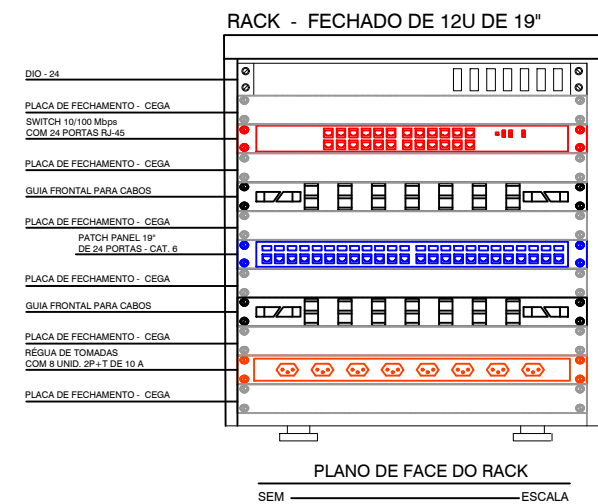 RACK - FECHADO DE 12U DE 19"
DIO - 24
PLACA DE FECHAMENTO - CEGA
SWITCH 10/100 Mbps
COM 24 PORTAS RJ-45
PLACA DE FECHAMENTO - CEGA
GUIA FRONTAL PARA CABOS
PLACA DE FECHAMENTO - CEGA
PATCH PANEL 19"
DE 24 PORTAS - CAT. 6
PLACA DE FECHAMENTO - CEGA
GUIA FRONTAL PARA CABOS
PLACA DE FECHAMENTO - CEGA
RÉGUA DE TOMADAS
COM 8 UNID. 2P+T DE 10 A
PLACA DE FECHAMENTO - CEGA
PLANO DE FACE DO RACK
SEM ESCALA